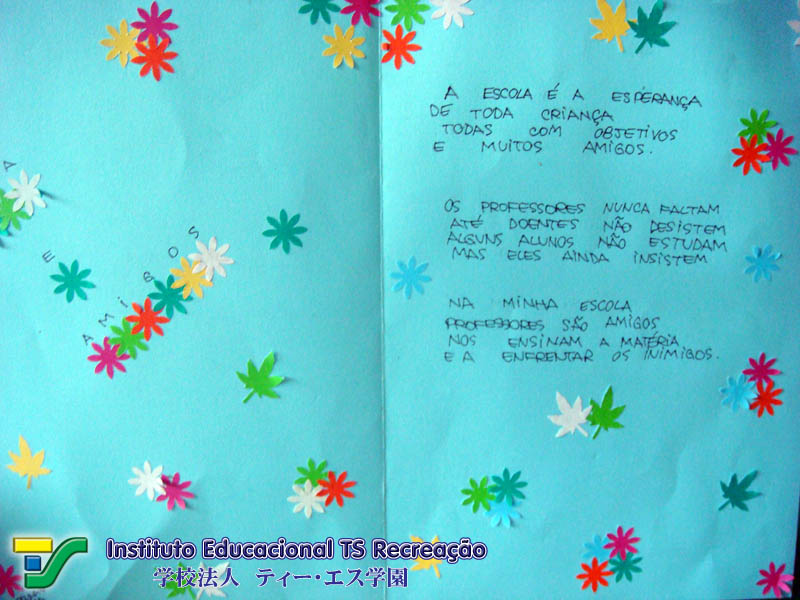 A
E
AMIGOS
A ESCOLA É A ESPERANÇA
DE TODA CRIANÇA
TODAS COM OBJETIVOS
E MUITOS AMIGOS.
OS PROFESSORES NUNCA FALTAM
ATÉ DOENTES NÃO DESISTEM
ALGUNS ALUNOS NÃO ESTUDAM
MAS ELES AINDA INSISTEM
NA MINHA ESCOLA
PROFESSORES SÃO AMIGOS
NOS ENSINAM A MATÉRIA
E A ENFRENTAR OS INIMIGOS.
Instituto Educacional TS Recreação
学校法人 ティー・エス学園